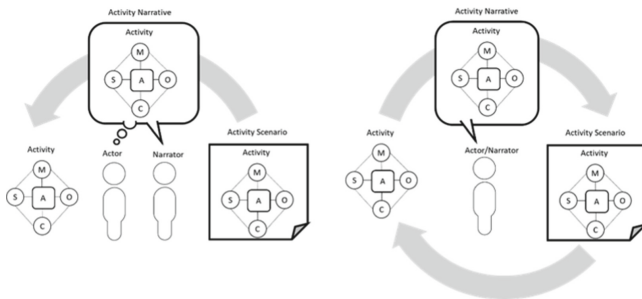 Activity Narrative
Activity
M
S A O
C
Activity
M
S A O
C
Actor
Narrator
Activity Scenario
Activity
M
S A O
C
Activity Narrative
Activity
M
S A O
C
Activity
M
S A O
C
Actor/Narrator
Activity Scenario
Activity
M
S A O
C